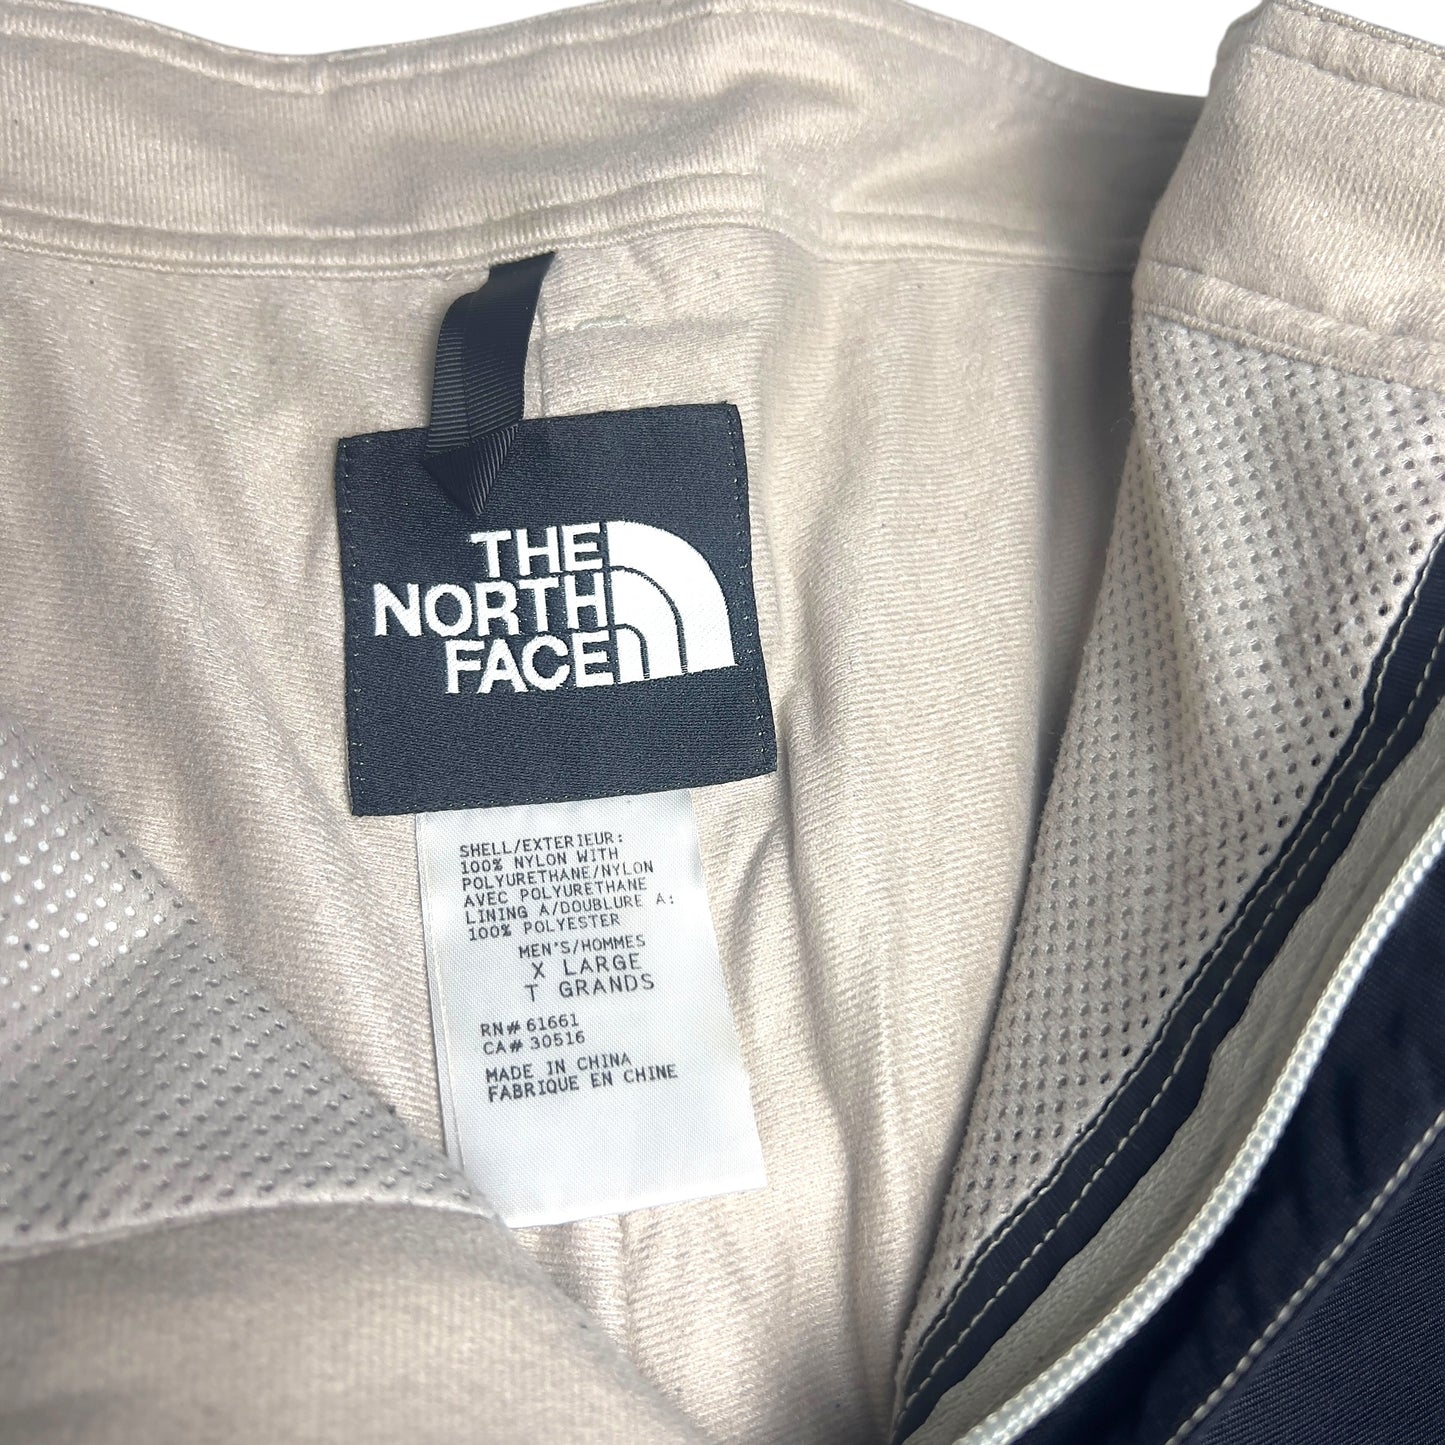 THE
NORTH
FACE
SHELL/EXTERIEUR:
100% NYLON WITH
POLYURETHANE/NYLON
AVEC POLYURETHANE
LINING A/DOUBLURE A:
100% POLYESTER
MEN'S/HOMMES
X LARGE
T GRANDS
RN# 61661
CA# 30516
MADE IN CHINA
FABRIQUE EN CHINE